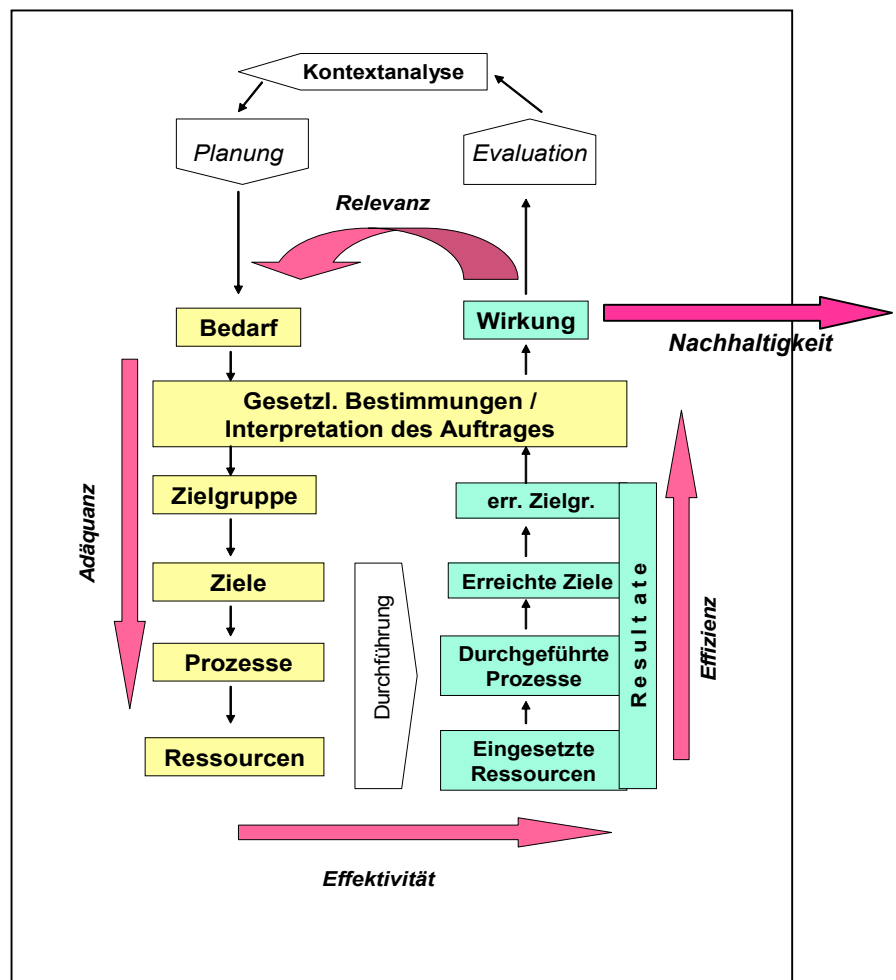 Kontextanalyse
Planung
Evaluation
Relevanz
Bedarf
Wirkung
Nachhaltigkeit
Gesetzl. Bestimmungen /
Interpretation des Auftrages
Adäquanz
Zielgruppe
Ziele
Prozesse
Ressourcen
Durchführung
err. Zielgr.
Erreichte Ziele
Durchgeführte
Prozesse
Eingesetzte
Ressourcen
Resultate
Effizienz
Effektivität